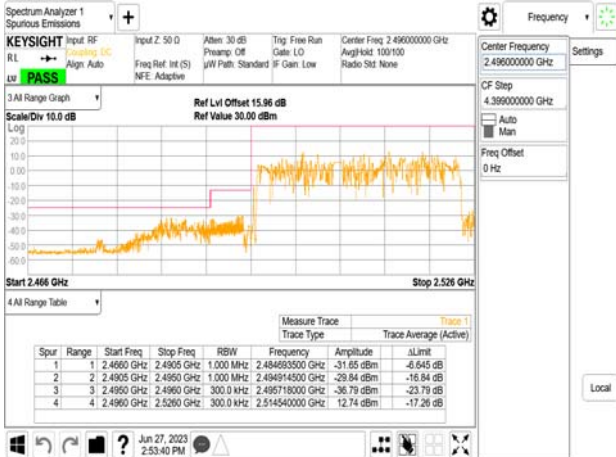 Spectrum Analyzer 1
Spurious Emissions
Frequency
KEYSIGHT
Input: RF
Coupling: DC
Align: Auto
Input Z: 50 Ω
Freq Ref: Int (S)
NFE: Adaptive
Atten: 30 dB
Preamp: Off
µW Path: Standard
Trig: Free Run
Gate: LO
IF Gain: Low
Center Freq: 2.496000000 GHz
Avg|Hold: 100/100
Radio Std: None
RL
LV PASS
Center Frequency
2.496000000 GHz
Settings
CF Step
4.399000000 GHz
Auto
Man
Freq Offset
0 Hz
Local
3 All Range Graph
Scale/Div 10.0 dB
Ref Lvl Offset 15.96 dB
Ref Value 30.00 dBm
Log
20.0
10.0
0.00
-10.0
-20.0
-30.0
-40.0
-50.0
-60.0
Start 2.466 GHz
Stop 2.526 GHz
4 All Range Table
Measure Trace Trace 1
Trace Type Trace Average (Active)
Spur Range Start Freq Stop Freq RBW Frequency Amplitude ΔLimit
1 1 2.4660 GHz 2.4905 GHz 1.000 MHz 2.484693500 GHz -31.65 dBm -6.645 dB
2 2 2.4905 GHz 2.4950 GHz 1.000 MHz 2.494914500 GHz -29.84 dBm -16.84 dB
3 3 2.4950 GHz 2.4960 GHz 300.0 kHz 2.495718000 GHz -36.79 dBm -23.79 dB
4 4 2.4960 GHz 2.5260 GHz 300.0 kHz 2.514540000 GHz 12.74 dBm -17.26 dB
Jun 27, 2023
2:53:40 PM